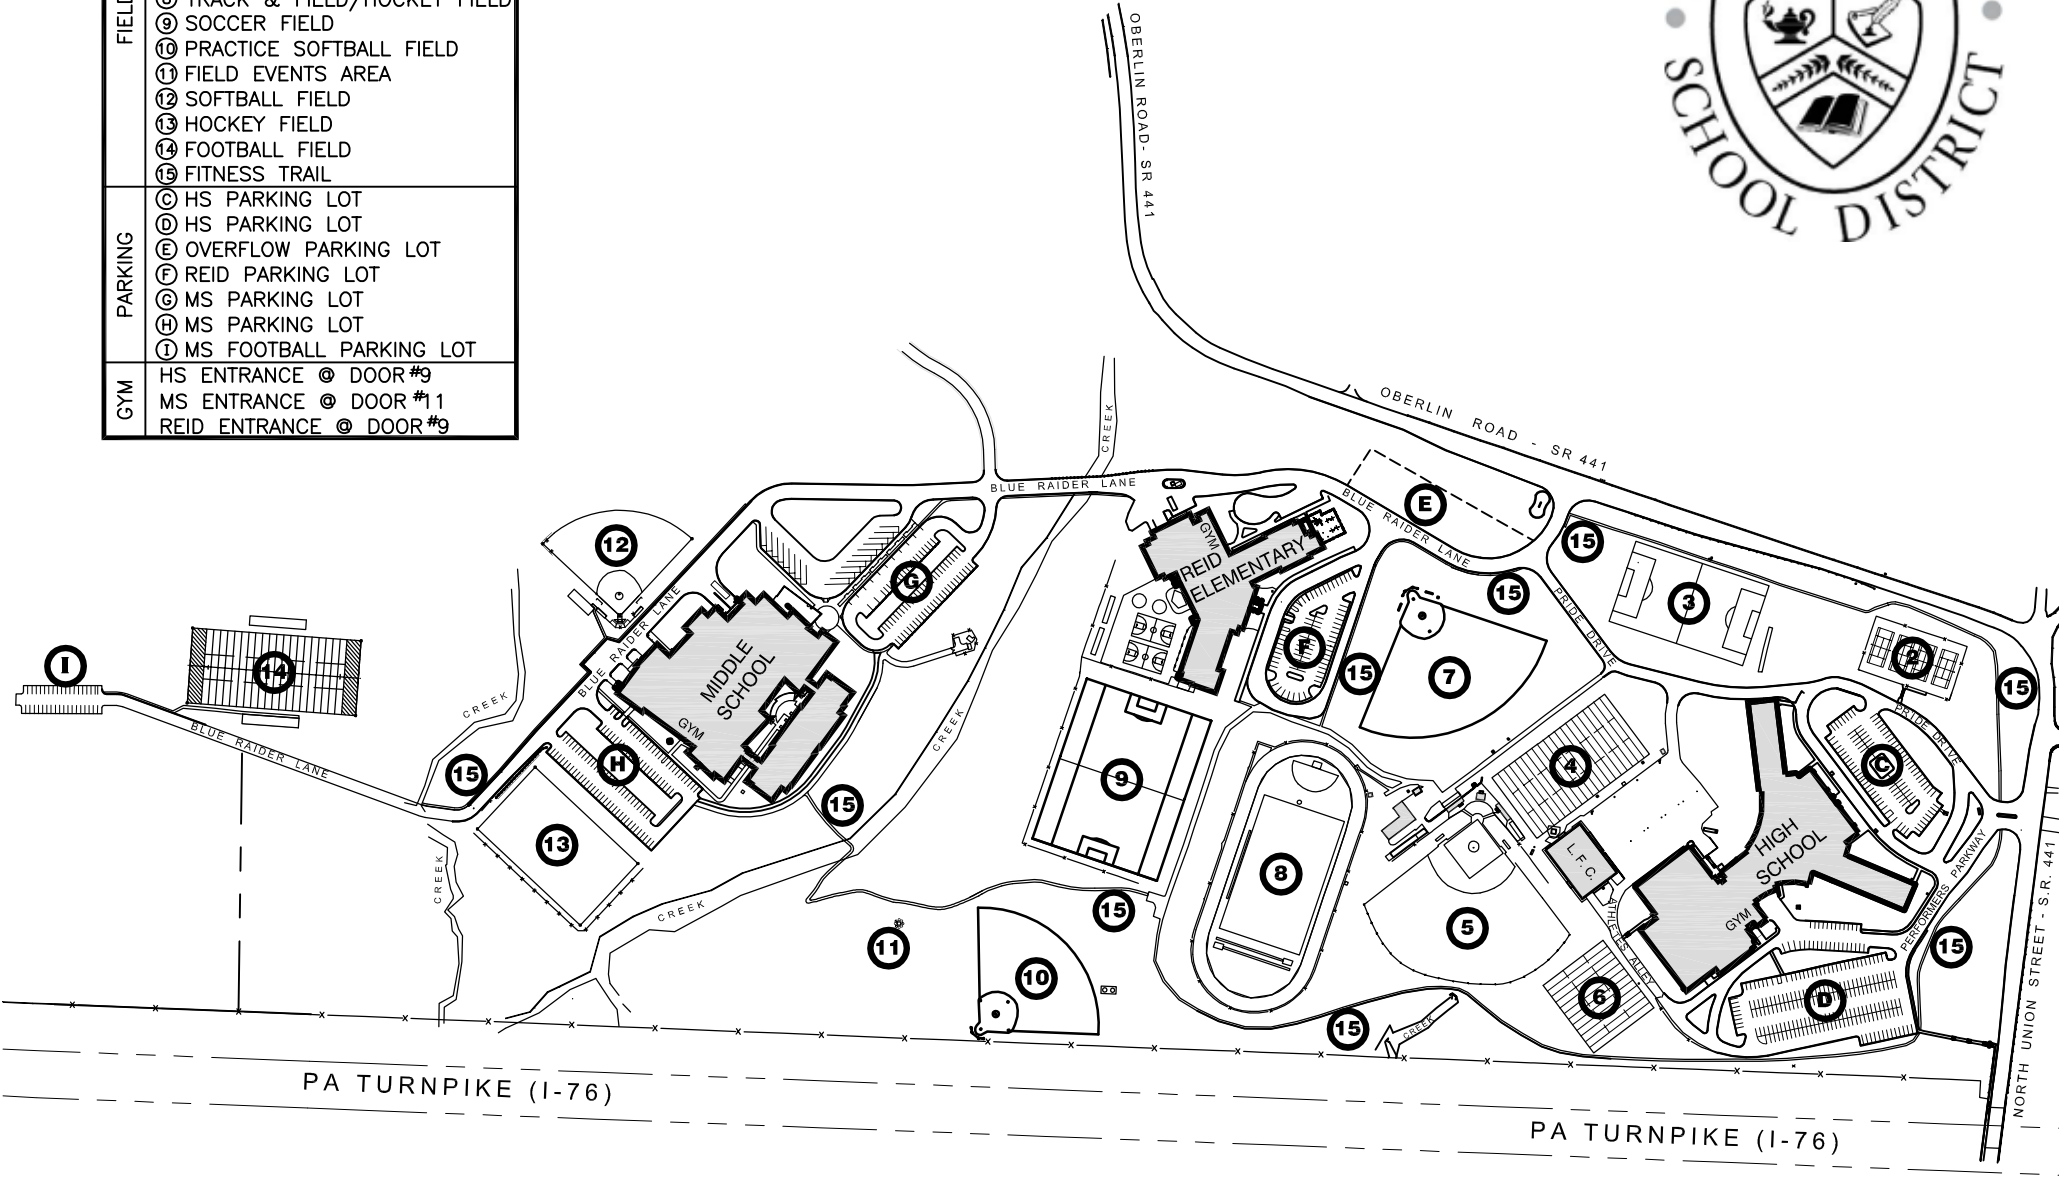 FIELD
⑧ TRACK & FIELD/HOCKEY FIELD
⑨ SOCCER FIELD
⑩ PRACTICE SOFTBALL FIELD
⑪ FIELD EVENTS AREA
⑫ SOFTBALL FIELD
⑬ HOCKEY FIELD
⑭ FOOTBALL FIELD
⑮ FITNESS TRAIL
PARKING
Ⓒ HS PARKING LOT
Ⓓ HS PARKING LOT
Ⓔ OVERFLOW PARKING LOT
Ⓕ REID PARKING LOT
Ⓖ MS PARKING LOT
Ⓗ MS PARKING LOT
Ⓘ MS FOOTBALL PARKING LOT
GYM
HS ENTRANCE @ DOOR #9
MS ENTRANCE @ DOOR #11
REID ENTRANCE @ DOOR #9
SCHOOL DISTRICT
OBERLIN ROAD- SR 441
OBERLIN ROAD - SR 441
CREEK
BLUE RAIDER LANE
BLUE RAIDER LANE
E
12
G
GYM
REID
ELEMENTARY
15
3
15
PRIDE DRIVE
BLUE RAIDER LANE
I
14
MIDDLE
SCHOOL
GYM
F
15
7
2
15
CREEK
CREEK
BLUE RAIDER LANE
PRIDE DRIVE
15
H
15
9
4
C
13
8
L.F.C.
HIGH
SCHOOL
GYM
PERFORMERS PARKWAY
CREEK
CREEK
15
5
ATHLETES ALLEY
15
11
10
6
D
15
CREEK
NORTH UNION STREET - S.R. 441
PA TURNPIKE (I-76)
PA TURNPIKE (I-76)